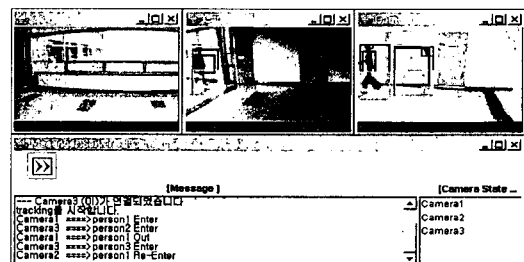 [Message]
[Camera State ...
--- Camera3 (이)가 연결되었습니다
tracking를 시작합니다.
Camera1 ====>person1 Enter
Camera3 ====>person2 Enter
Camera1 ====>person1 Out
Camera3 ====>person3 Enter
Camera2 ====>person1 Re-Enter
Camera1
Camera2
Camera3